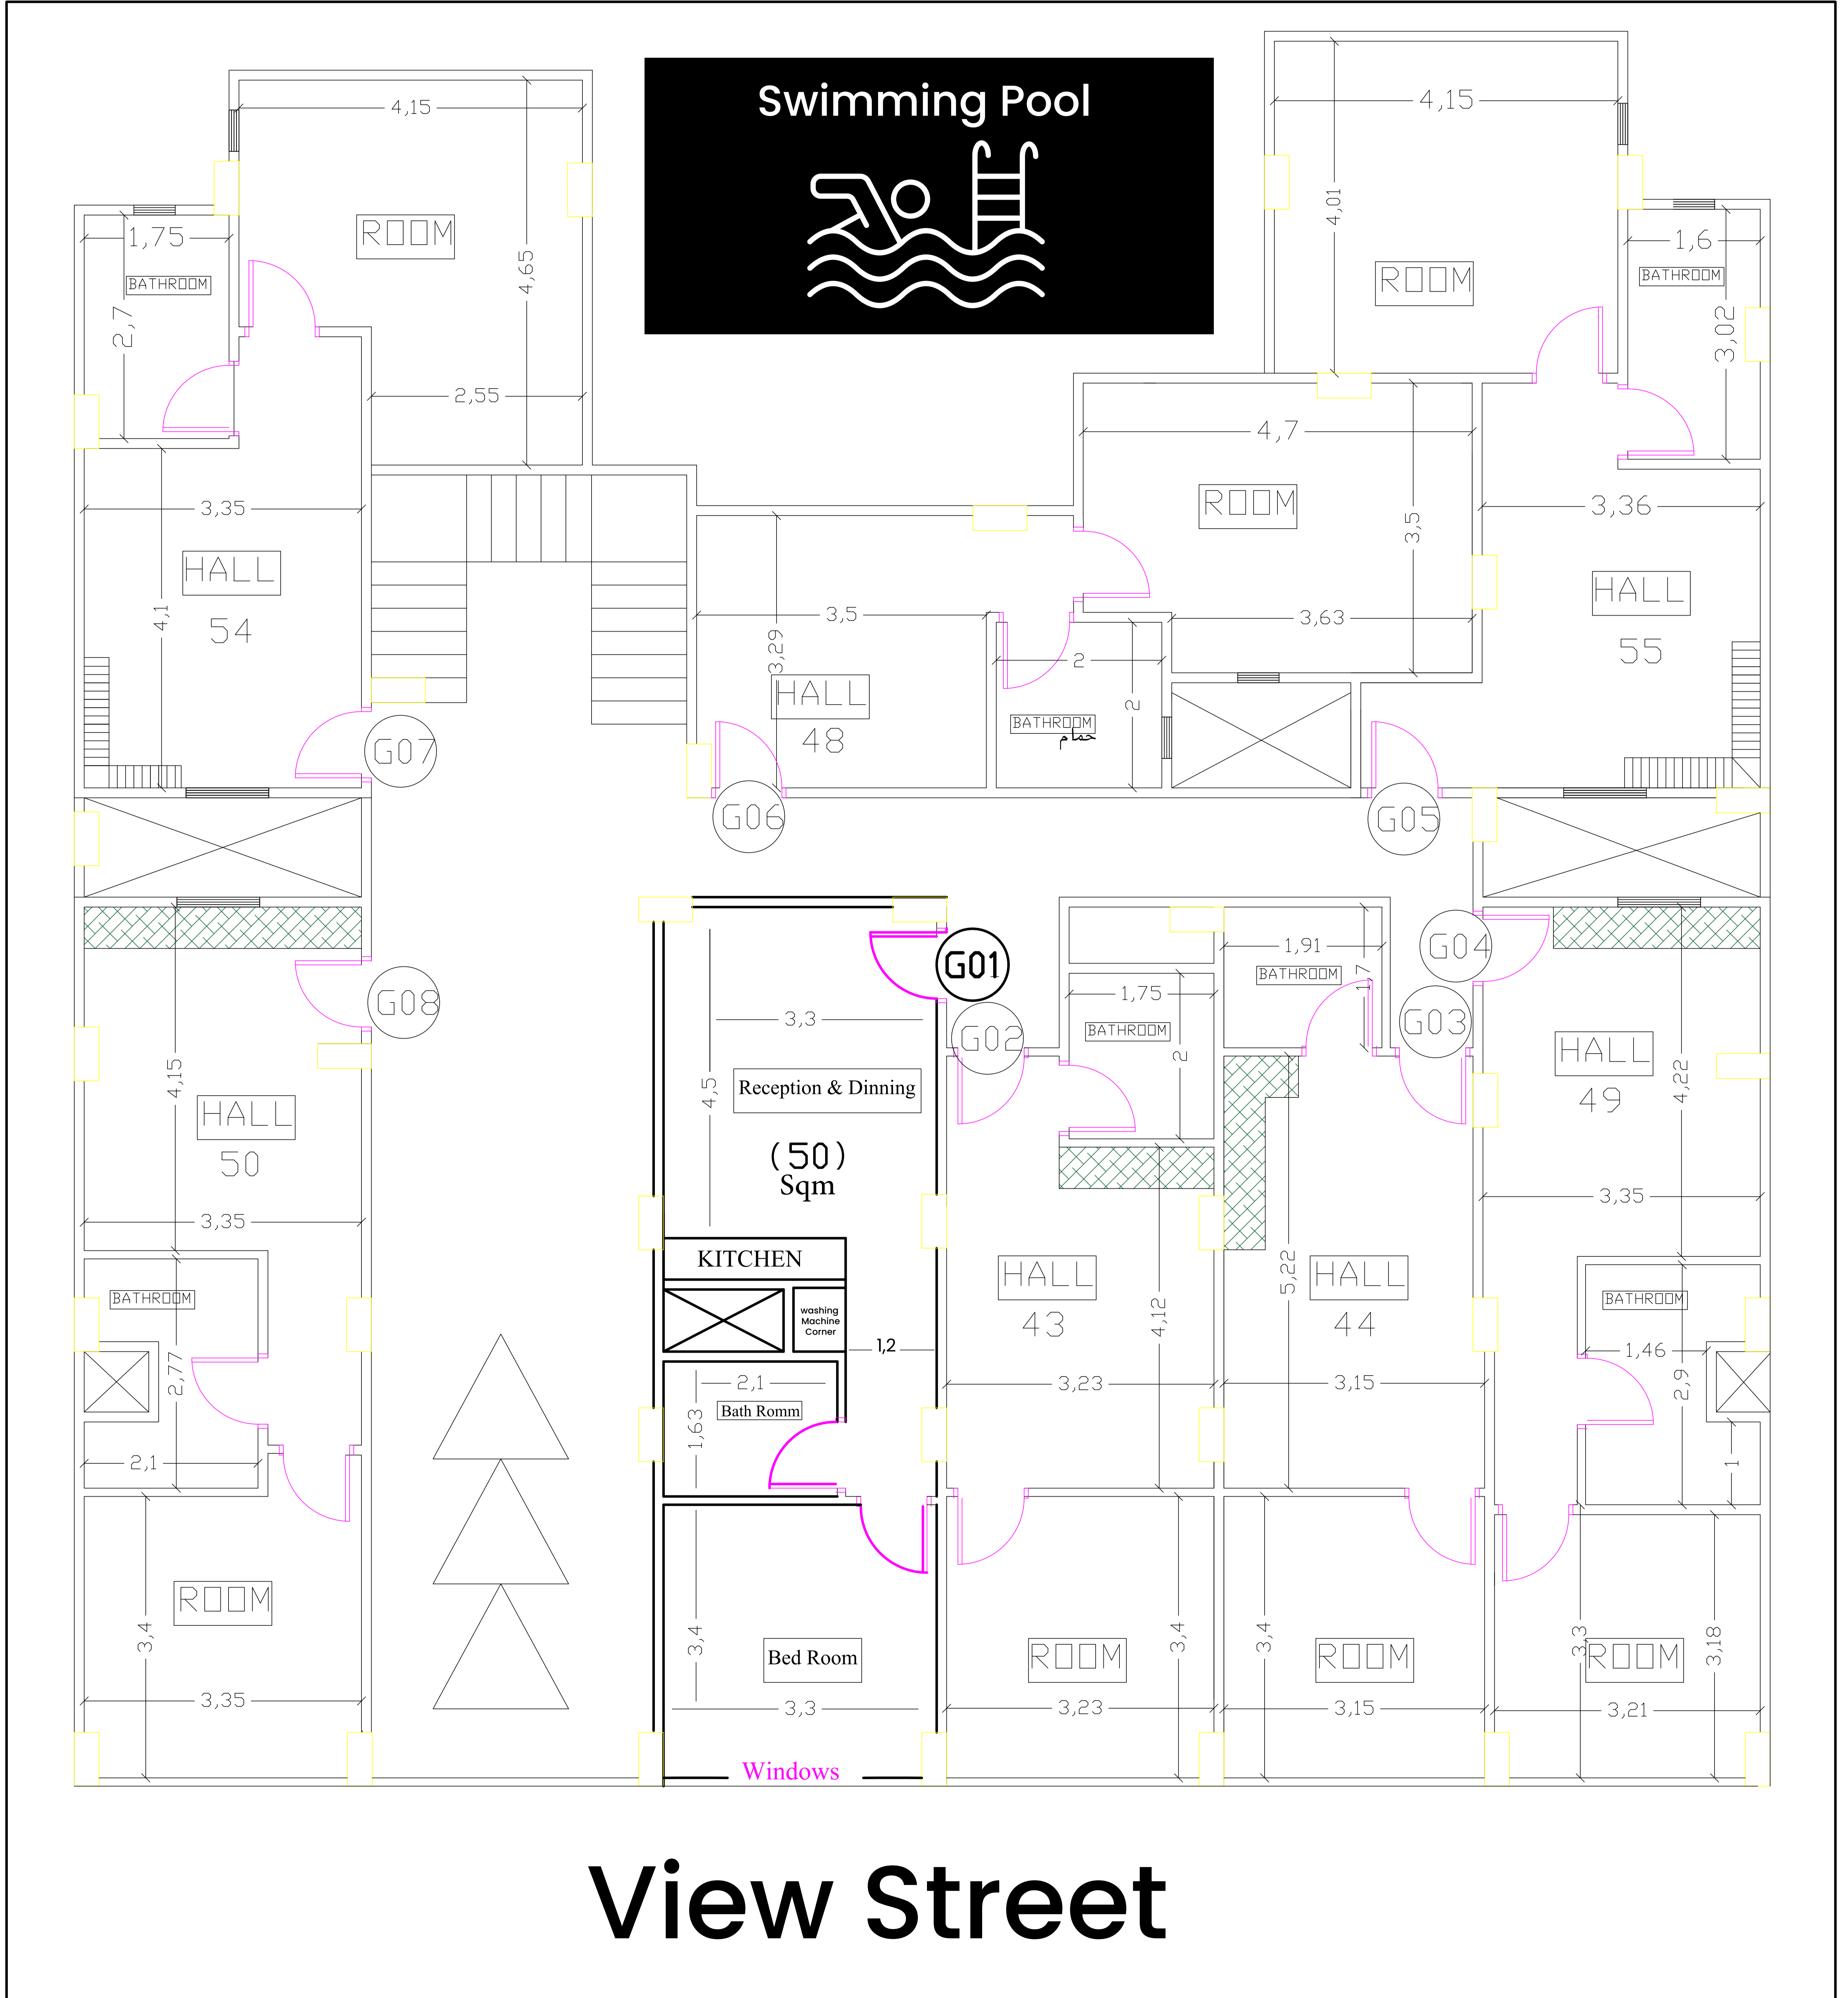 Swimming Pool
4,15
4,15
4,01
ROOM
4,65
1,75
BATHROOM
2,7
ROOM
1,6
BATHROOM
3,02
2,55
4,7
ROOM
3,5
3,36
3,35
HALL
54
4,1
3,5
3,29
HALL
48
3,63
2
2
BATHROOM
حمام
HALL
55
G07
G06
G05
G01
G04
G08
G02
G03
3,3
4,5
Reception & Dinning
(50)
Sqm
1,75
BATHROOM
2
1,91
BATHROOM
1,7
HALL
49
4,22
4,15
HALL
50
3,35
3,35
KITCHEN
washing
Machine
Corner
1,2
HALL
43
4,12
5,22
HALL
44
BATHROOM
2,77
2,1
BATHROOM
1,46
2,9
1
2,1
Bath Romm
1,63
3,23
3,15
ROOM
3,4
3,35
3,4
Bed Room
3,3
Windows
ROOM
3,4
3,23
3,4
ROOM
3,15
3,3
ROOM
3,18
3,21
View Street